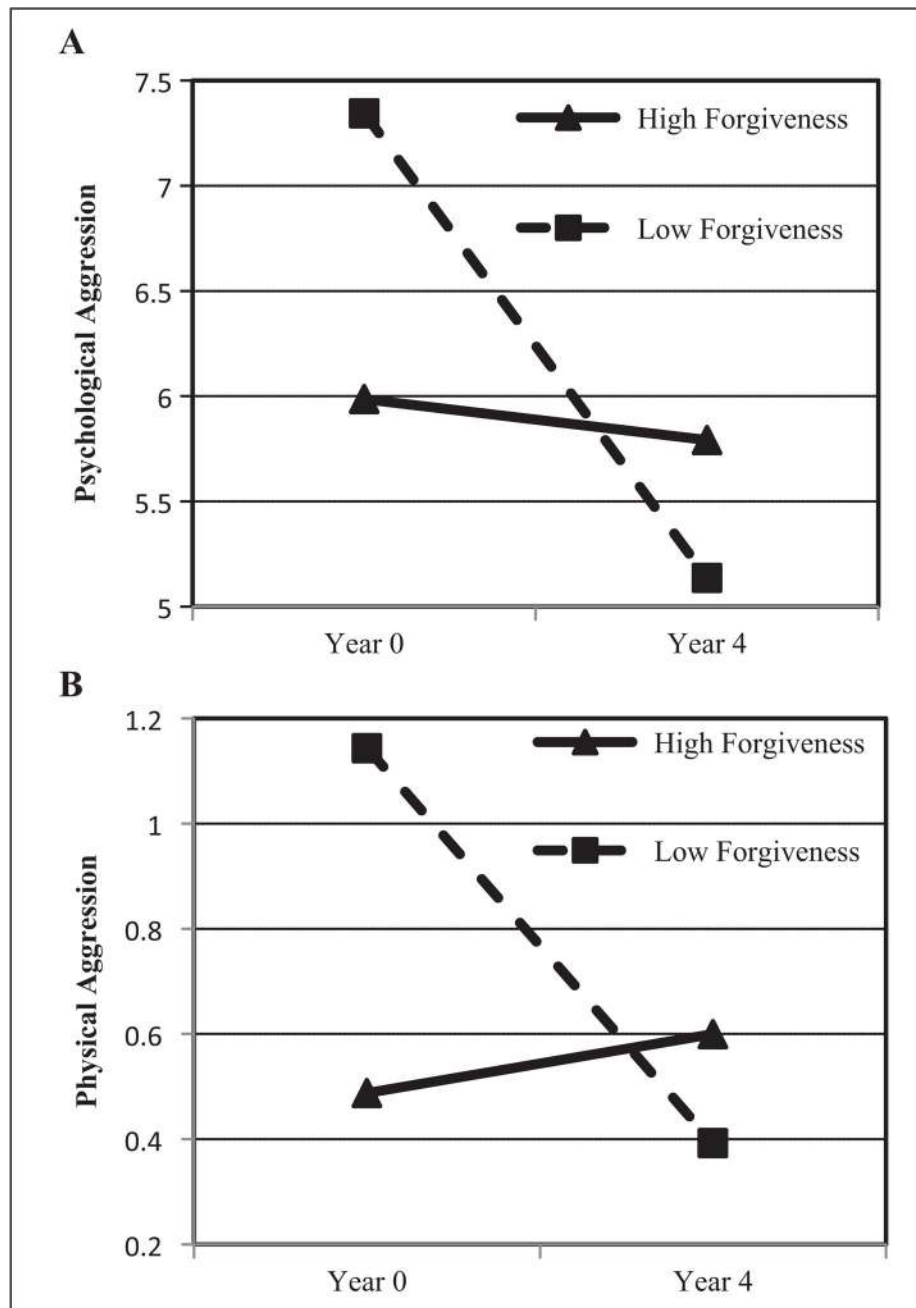 A
7.5
High Forgiveness
7
Low Forgiveness
6.5
6
5.5
5
Psychological Aggression
Year 0 Year 4
B
1.2
High Forgiveness
1
Low Forgiveness
0.8
0.6
0.4
0.2
Physical Aggression
Year 0 Year 4